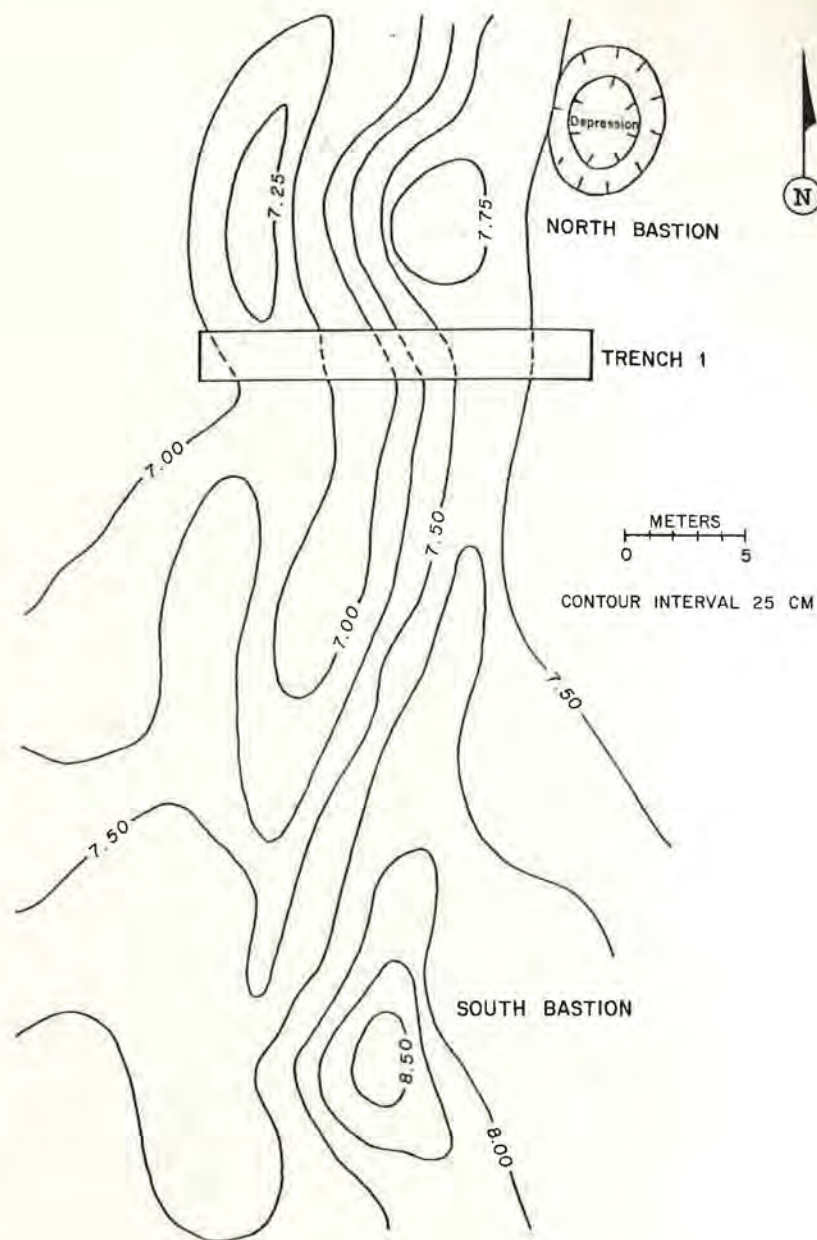 Depression
N
7.25
7.75
NORTH BASTION
TRENCH 1
7.00
7.50
METERS
0 5
CONTOUR INTERVAL 25 CM
7.00
7.50
7.50
SOUTH BASTION
8.50
8.00